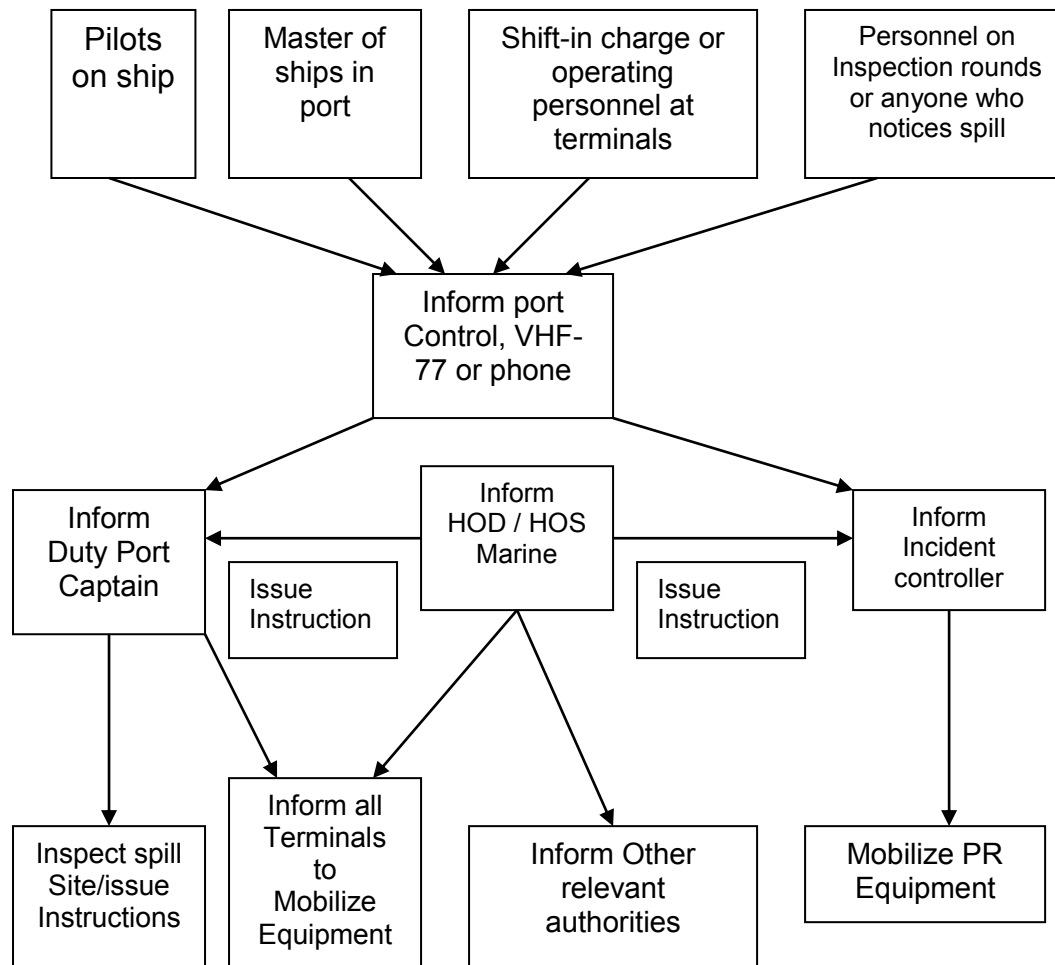 Pilots
on ship
Master of
ships in
port
Shift-in charge or
operating
personnel at
terminals
Personnel on
Inspection rounds
or anyone who
notices spill
Inform port
Control, VHF-
77 or phone
Inform
Duty Port
Captain
Inform
HOD / HOS
Marine
Inform
Incident
controller
Issue
Instruction
Issue
Instruction
Inspect spill
Site/issue
Instructions
Inform all
Terminals
to
Mobilize
Equipment
Inform Other
relevant
authorities
Mobilize PR
Equipment